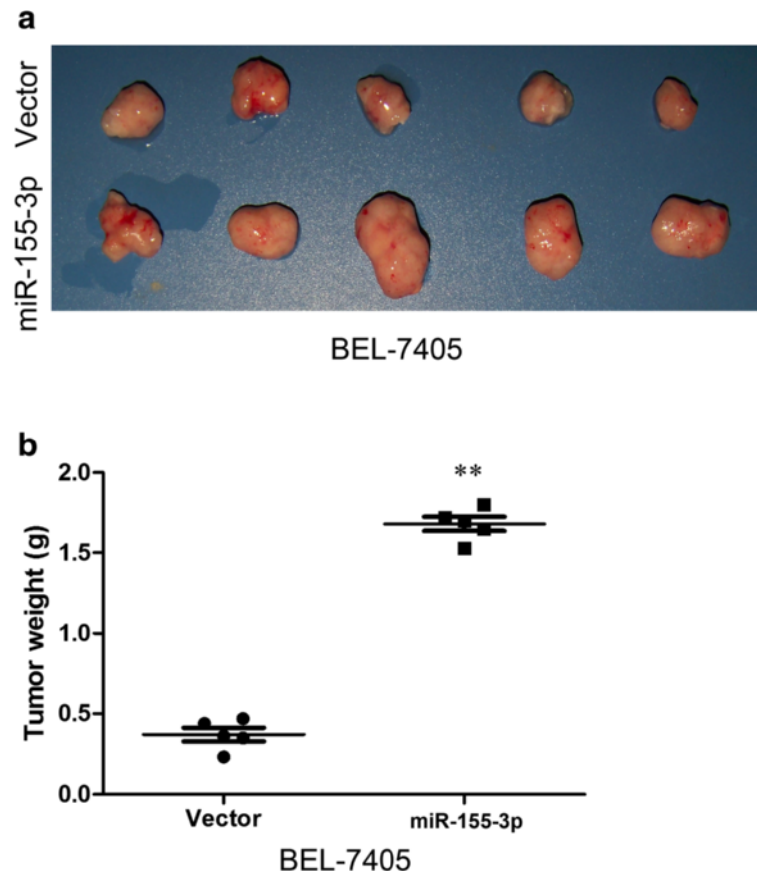 a
Vector
miR-155-3p
BEL-7405
b
**
Tumor weight (g)
2.0
1.5
1.0
0.5
0.0
Vector
miR-155-3p
BEL-7405